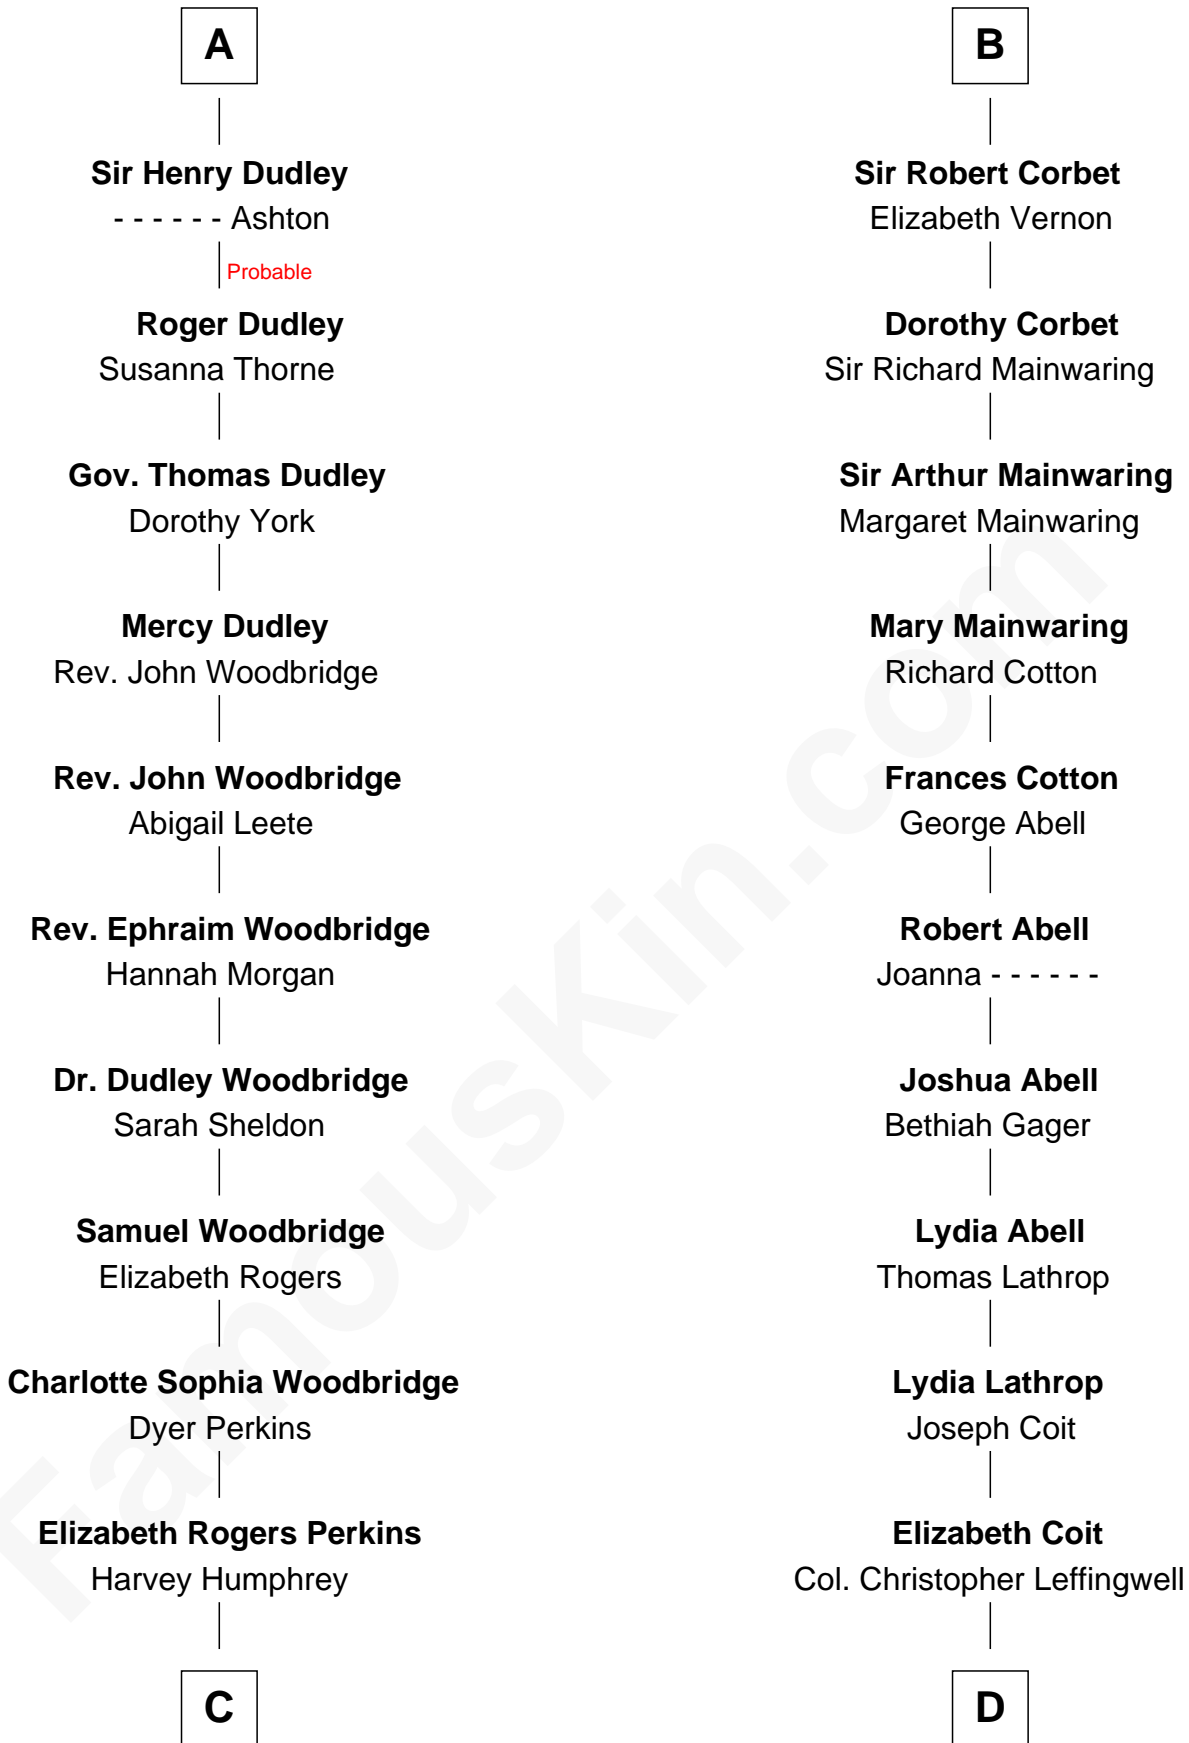 A
Sir Henry Dudley
- - - - - - Ashton
Probable
Roger Dudley
Susanna Thorne
Gov. Thomas Dudley
Dorothy York
Mercy Dudley
Rev. John Woodbridge
Rev. John Woodbridge
Abigail Leete
Rev. Ephraim Woodbridge
Hannah Morgan
Dr. Dudley Woodbridge
Sarah Sheldon
Samuel Woodbridge
Elizabeth Rogers
Charlotte Sophia Woodbridge
Dyer Perkins
Elizabeth Rogers Perkins
Harvey Humphrey
C
B
Sir Robert Corbet
Elizabeth Vernon
Dorothy Corbet
Sir Richard Mainwaring
Sir Arthur Mainwaring
Margaret Mainwaring
Mary Mainwaring
Richard Cotton
Frances Cotton
George Abell
Robert Abell
Joanna - - - - - -
Joshua Abell
Bethiah Gager
Lydia Abell
Thomas Lathrop
Lydia Lathrop
Joseph Coit
Elizabeth Coit
Col. Christopher Leffingwell
D
FamousKin.com